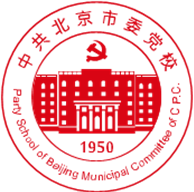 中共北京市委党校
1950
Party School of Beijing Municipal Committee of C.P.C.